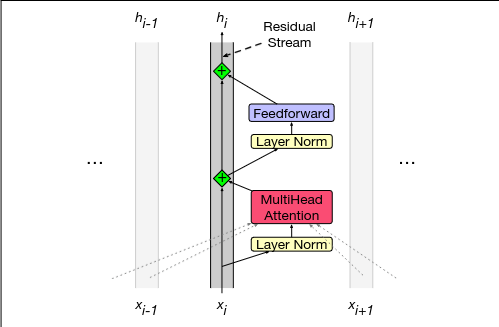 h_{i-1} h_i h_{i+1}
Residual
Stream
+
Feedforward
Layer Norm
... ...
+
MultiHead
Attention
Layer Norm
x_{i-1} x_i x_{i+1}